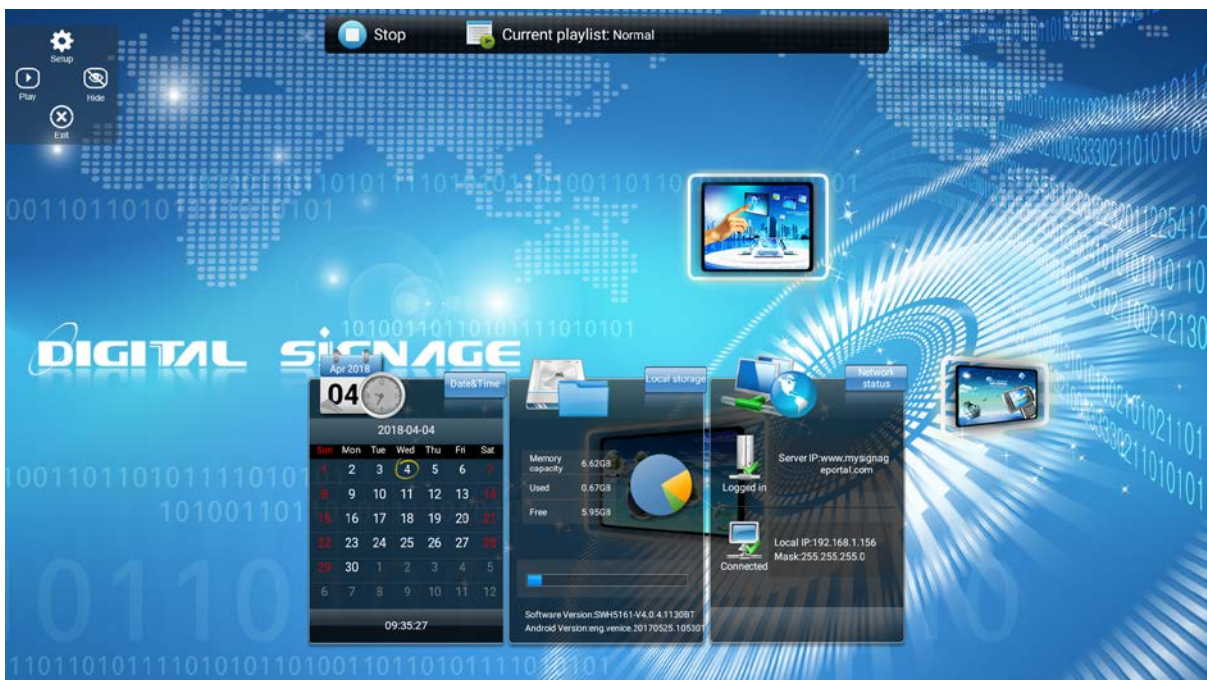 Setup
Play
Hide
Exit
Stop
Current playlist: Normal
DIGITAL SIGNAGE
Apr 2018
04
Date&Time
2018-04-04
Sun Mon Tue Wed Thu Fri Sat
1 2 3 4 5 6 7
8 9 10 11 12 13 14
15 16 17 18 19 20 21
22 23 24 25 26 27 28
29 30 1 2 3 4 5
6 7 8 9 10 11 12
09:35:27
Local storage
Memory
capacity 6.62GB
Used 0.67GB
Free 5.95GB
Software Version:SWH5161-V4.0.4.1130BT
Android Version:eng.venice.20170525.105301
Network
status
Server IP:www.mysignag
eportal.com
Logged in
Local IP:192.168.1.156
Mask:255.255.255.0
Connected